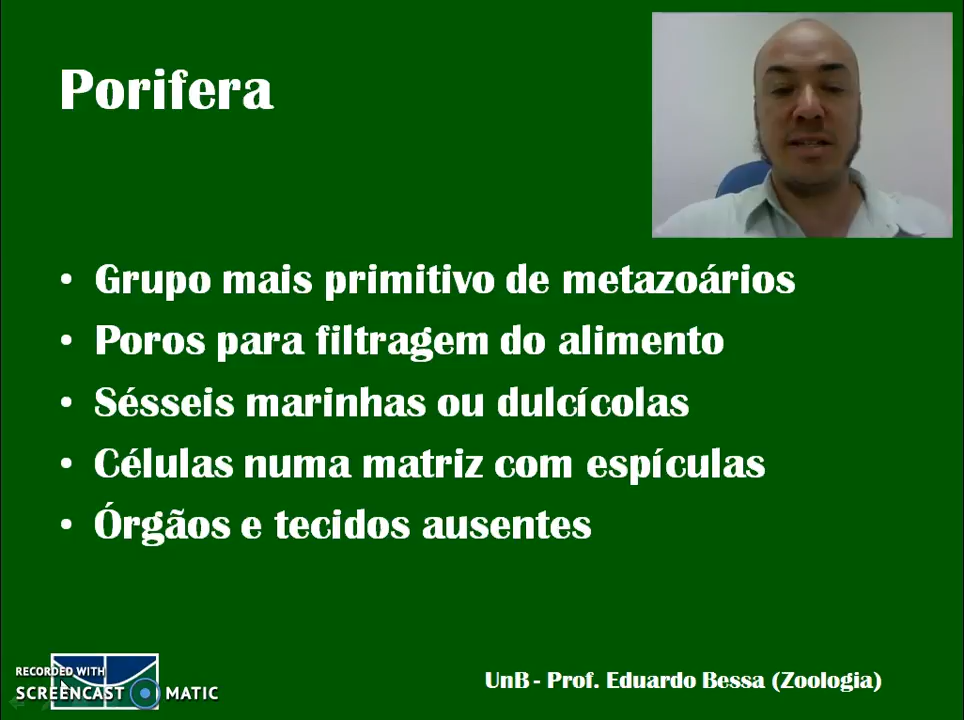 Porifera
• Grupo mais primitivo de metazoários
• Poros para filtragem do alimento
• Sésseis marinhas ou dulcícolas
• Células numa matriz com espículas
• Órgãos e tecidos ausentes
RECORDED WITH
SCREENCAST MATIC
UnB - Prof. Eduardo Bessa (Zoologia)